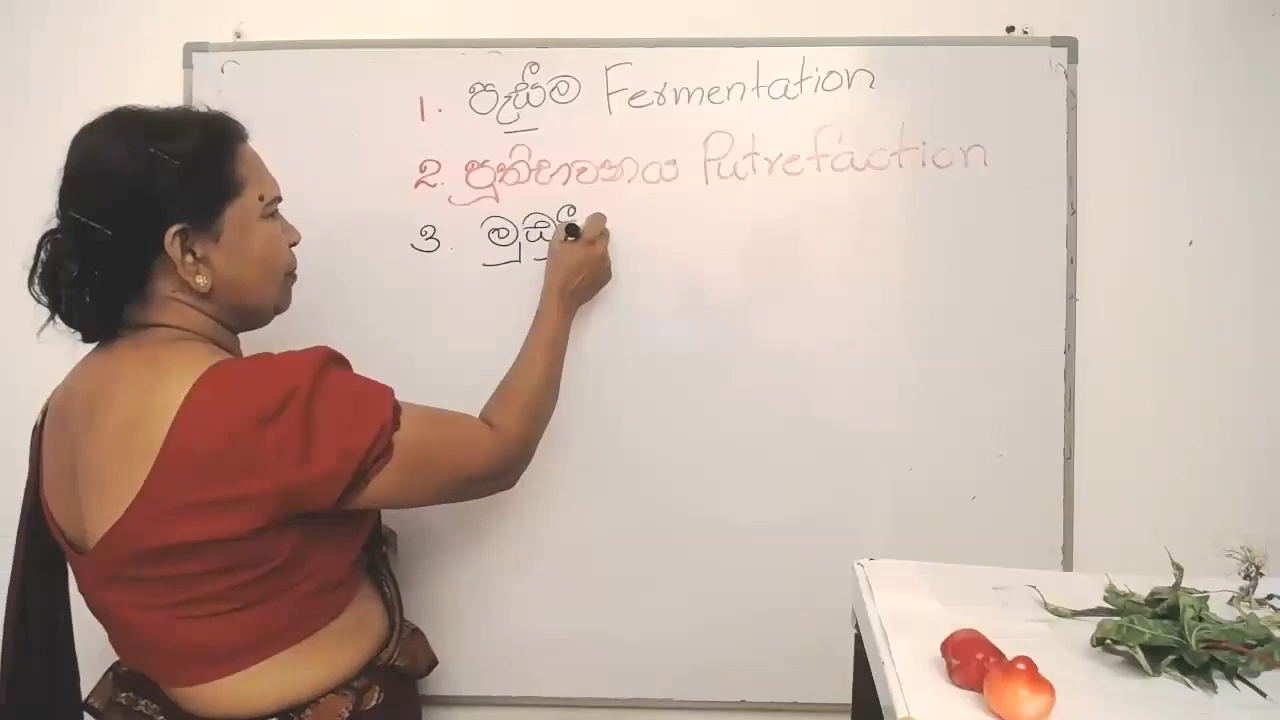 1. පැසීම Fermentation
2. පූතිභවනය Putrefaction
3. මුඩු